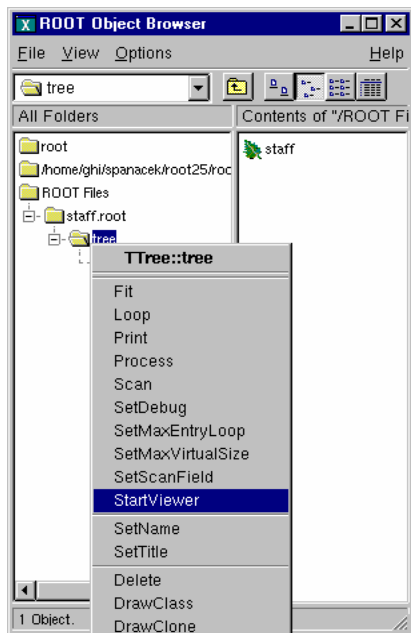 ROOT Object Browser
File View Options Help
tree
All Folders
Contents of "/ROOT Fi
root
/home/ghi/spanacek/root25/roc
ROOT Files
staff.root
tree
staff
TTree::tree
Fit
Loop
Print
Process
Scan
SetDebug
SetMaxEntryLoop
SetMaxVirtualSize
SetScanField
StartViewer
SetName
SetTitle
Delete
DrawClass
DrawClone
1 Object.